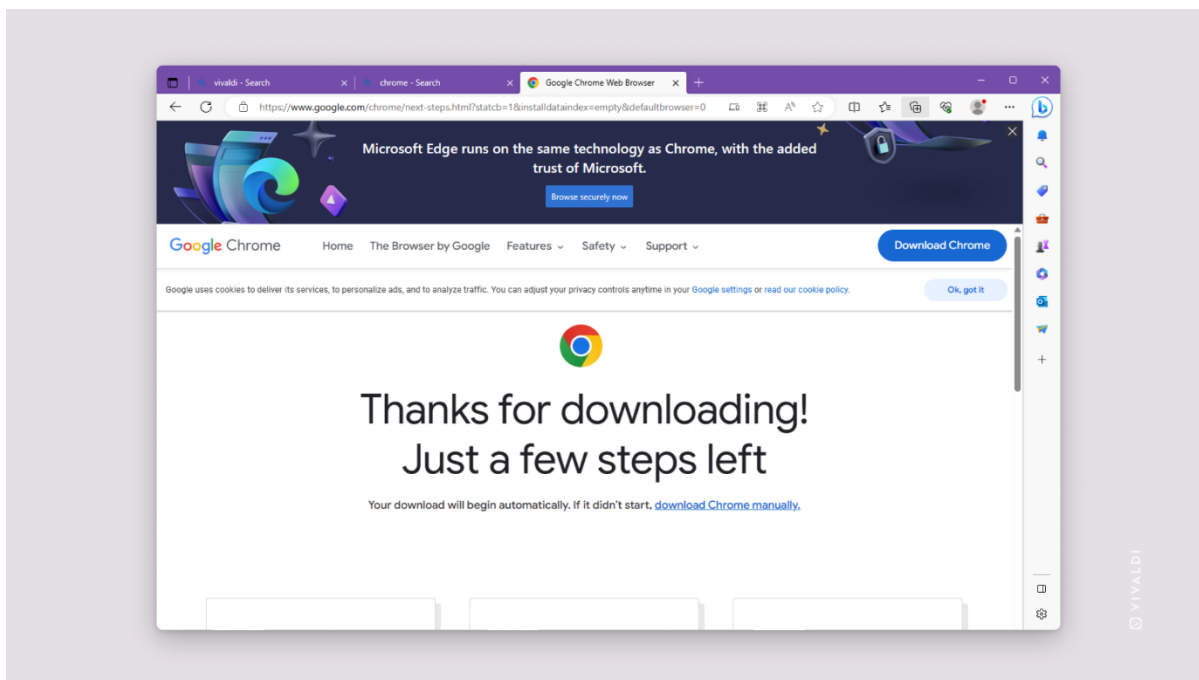 vivaldi - Search
chrome - Search
Google Chrome Web Browser
https://www.google.com/chrome/next-steps.html?statcb=1&installdataindex=empty&defaultbrowser=0
Microsoft Edge runs on the same technology as Chrome, with the added
trust of Microsoft.
Browse securely now
Google Chrome
Home The Browser by Google Features Safety Support
Download Chrome
Google uses cookies to deliver its services, to personalize ads, and to analyze traffic. You can adjust your privacy controls anytime in your Google settings or read our cookie policy.
Ok, got it
Thanks for downloading!
Just a few steps left
Your download will begin automatically. If it didn't start, download Chrome manually.
VIVALDI